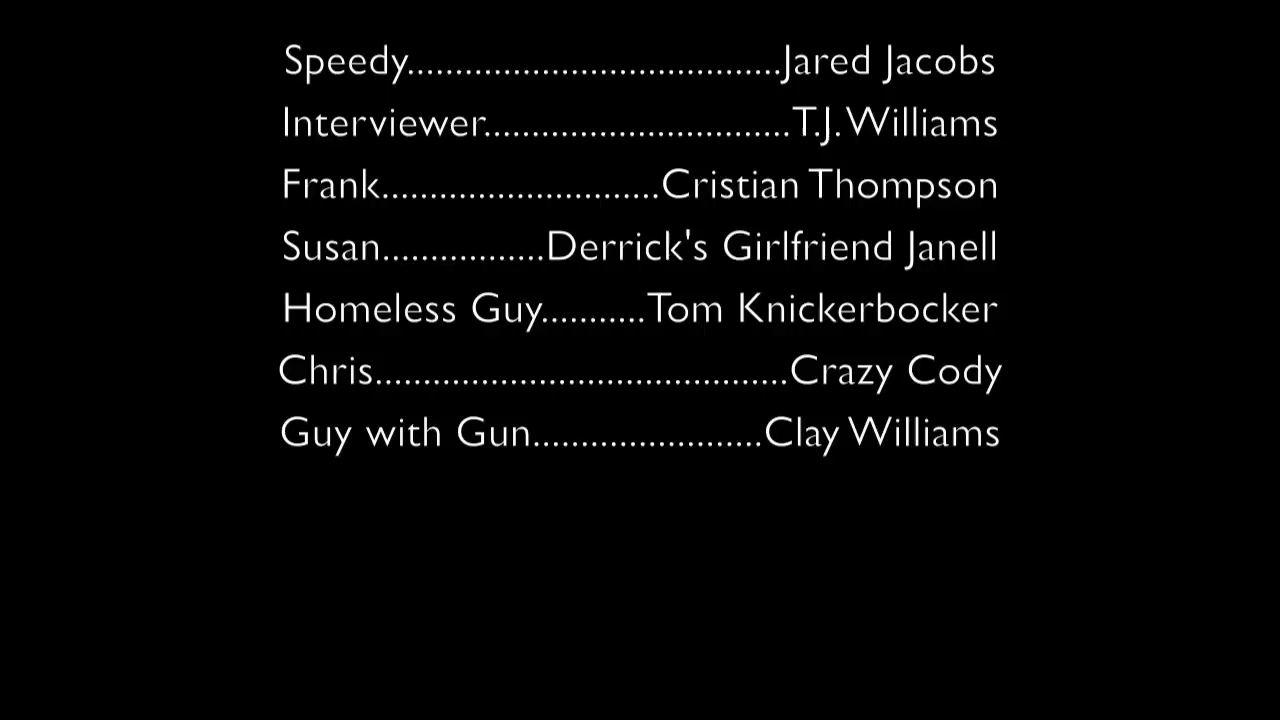 Speedy.......................................Jared Jacobs
Interviewer................................T.J. Williams
Frank.............................Cristian Thompson
Susan.................Derrick's Girlfriend Janell
Homeless Guy...........Tom Knickerbocker
Chris...........................................Crazy Cody
Guy with Gun........................Clay Williams